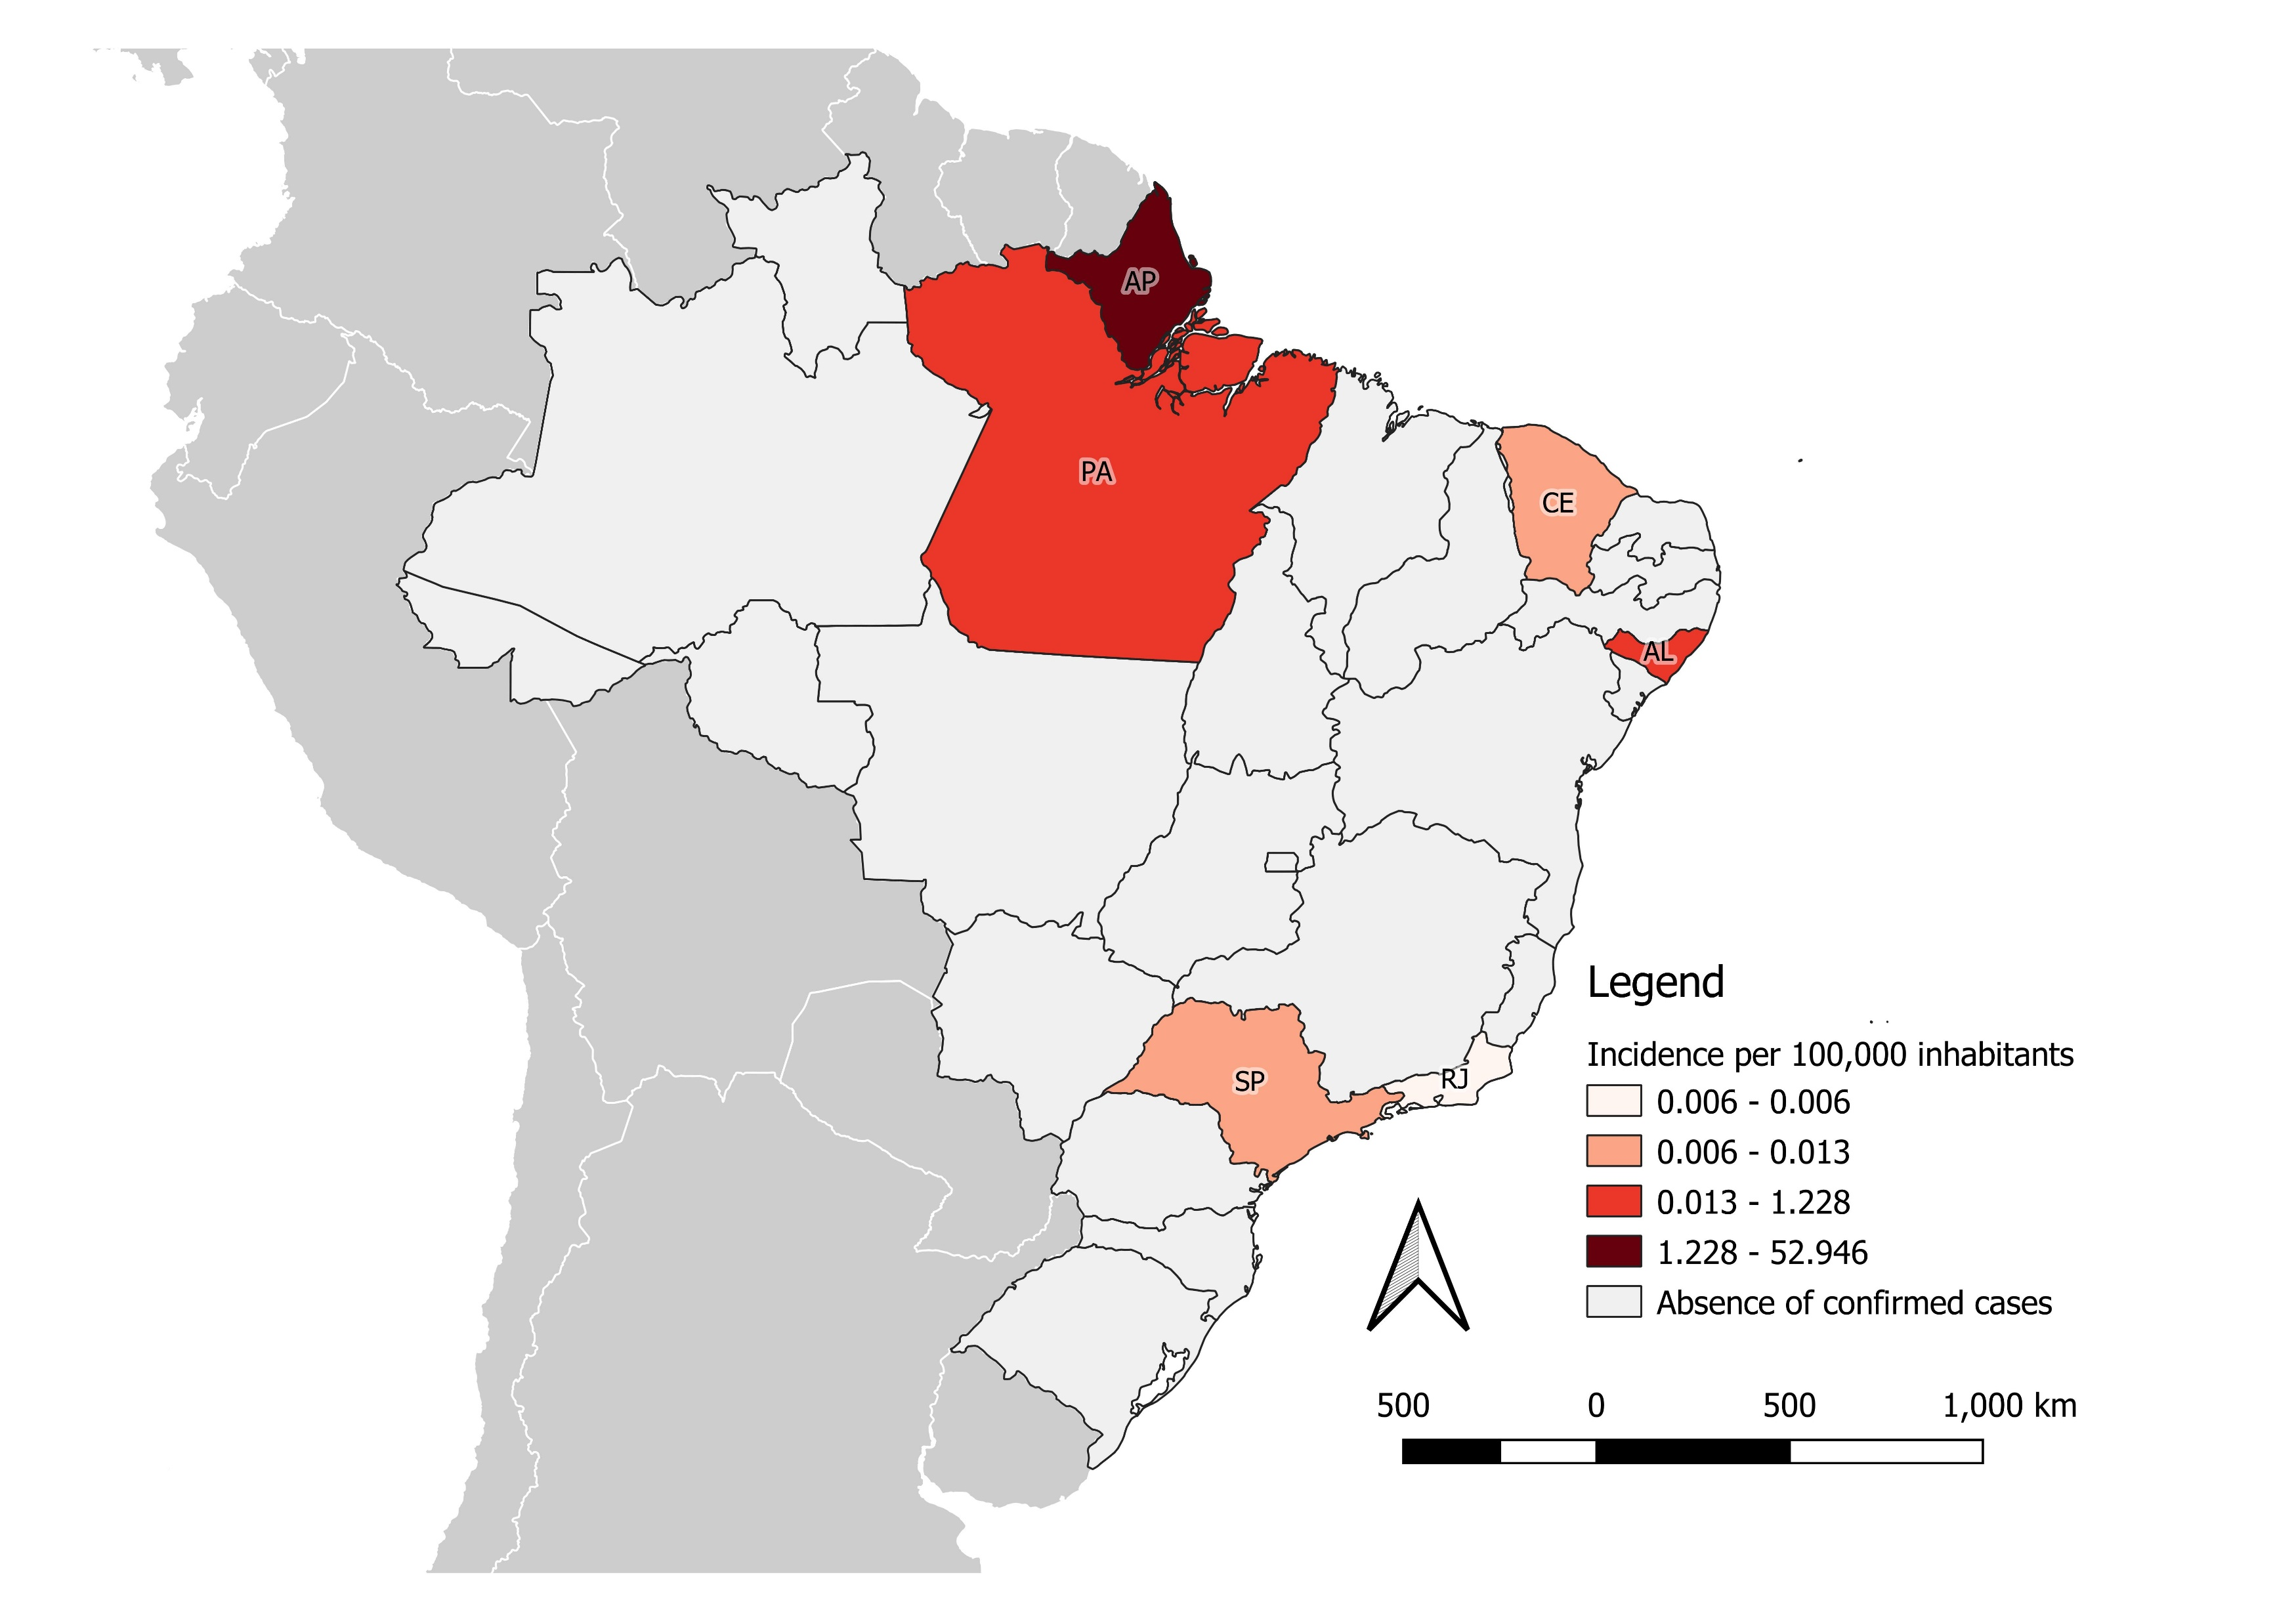 AP
PA
CE
AL
SP
RJ
Legend
Incidence per 100,000 inhabitants
0.006 - 0.006
0.006 - 0.013
0.013 - 1.228
1.228 - 52.946
Absence of confirmed cases
500 0 500 1,000 km